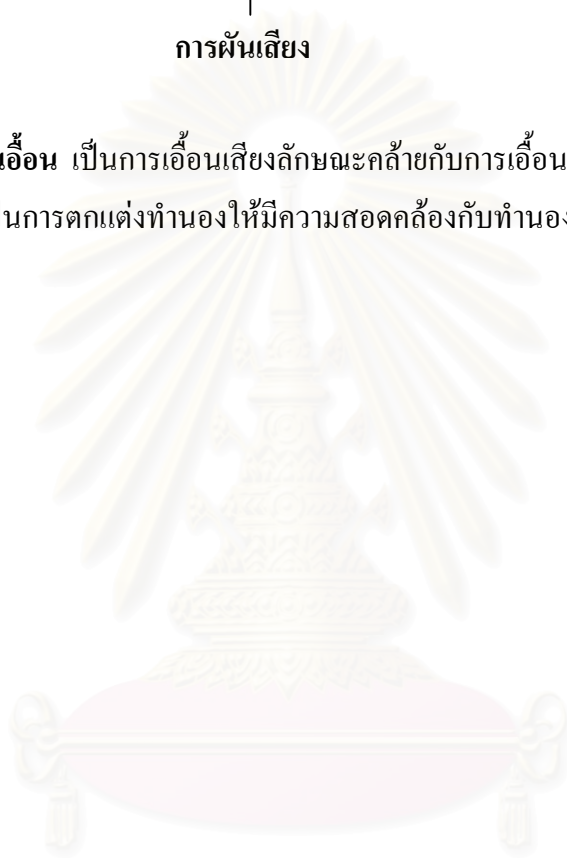 การผันเสียง
เอื้อน เป็นการเอื้อนเสียงลักษณะคล้ายกับการเอื้อน
นการตกแต่งทำนองให้มีความสอดคล้องกับทำนอง